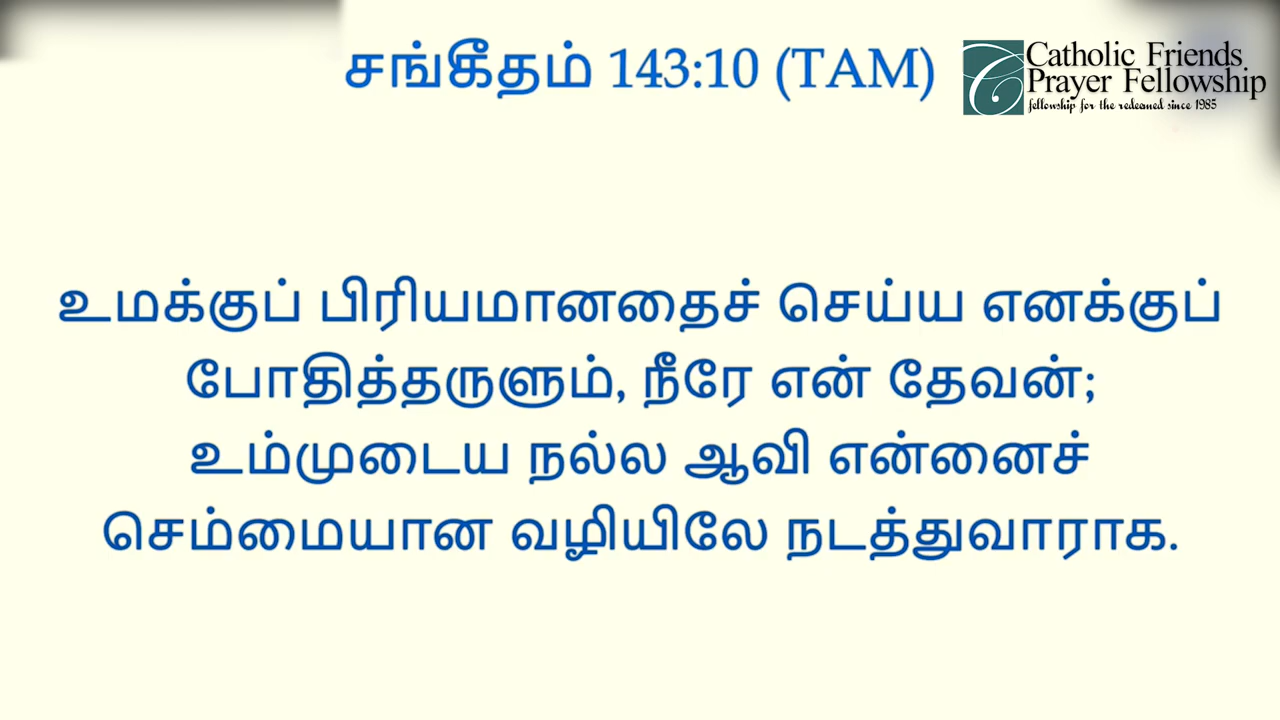 சங்கீதம் 143:10 (TAM)
Catholic Friends
Prayer Fellowship
fellowship for the redeemed since 1985
உமக்குப் பிரியமானதைச் செய்ய எனக்குப்
போதித்தருளும், நீரே என் தேவன்;
உம்முடைய நல்ல ஆவி என்னைச்
செம்மையான வழியிலே நடத்துவாராக.